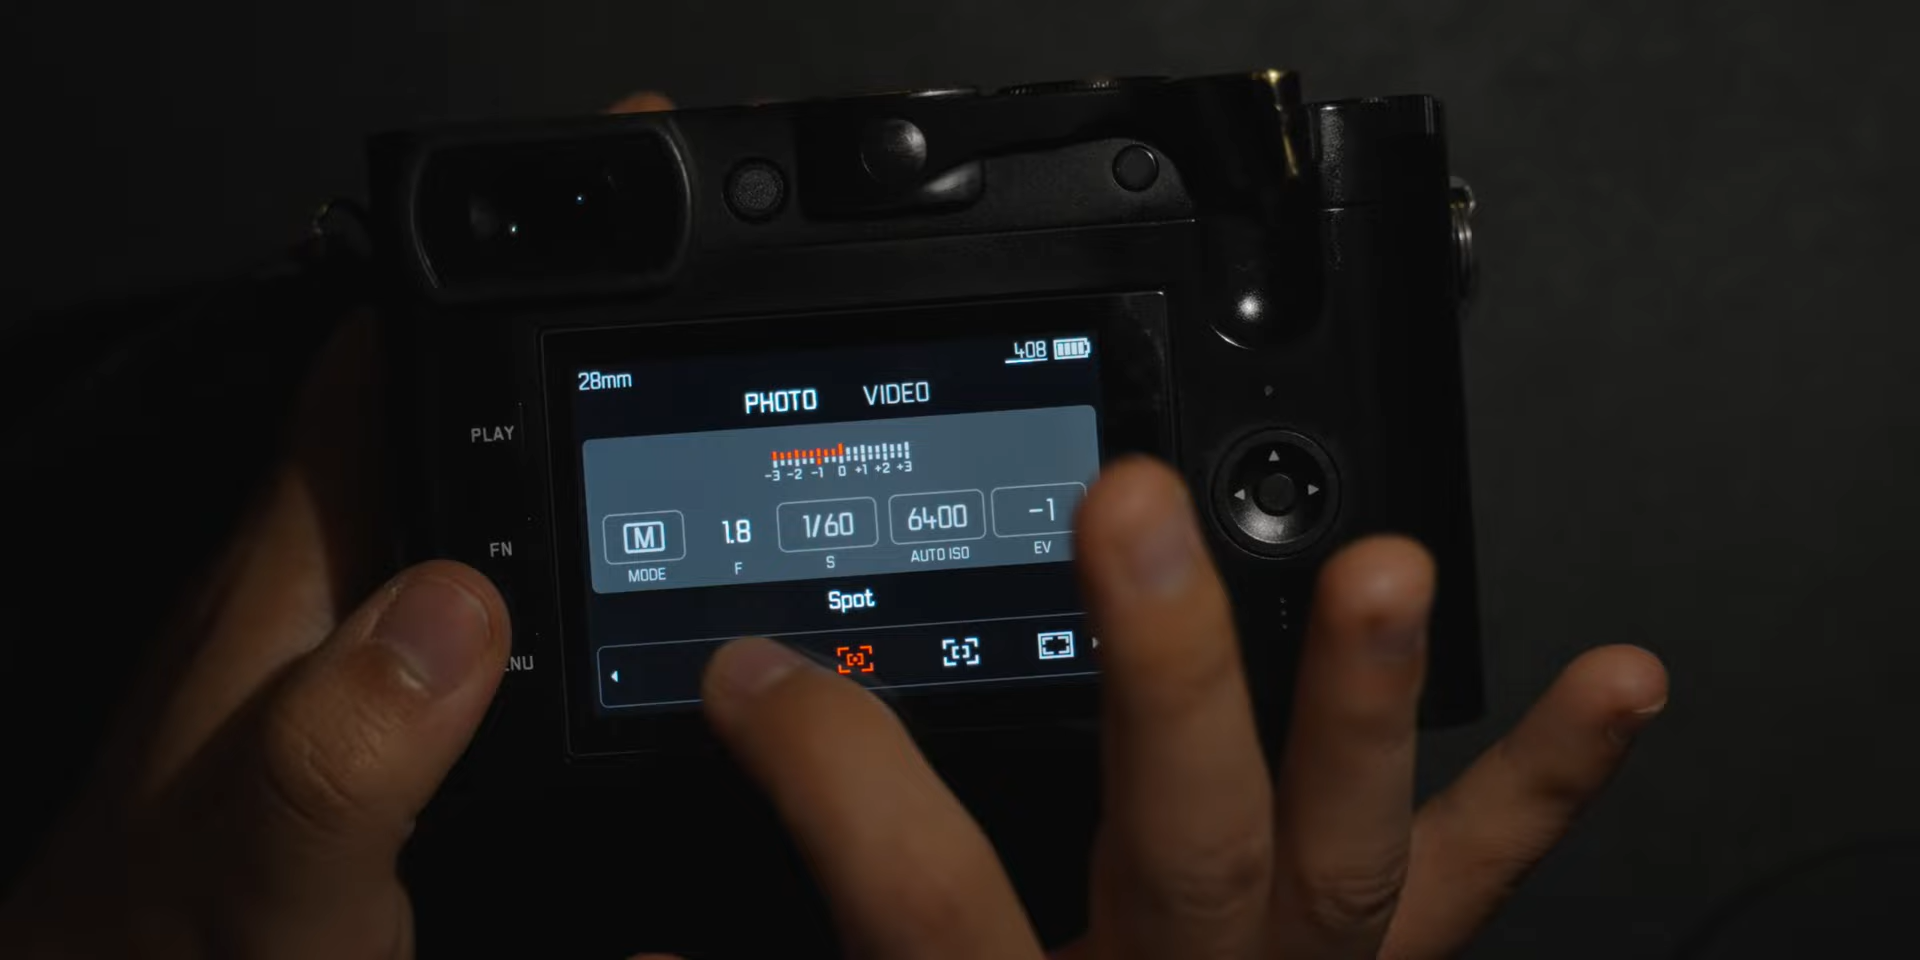 408
28mm
PHOTO VIDEO
PLAY
-3 -2 -1 0 +1 +2 +3
M 1.8 1/60 6400 -1
FN
MODE F S AUTO ISO EV
Spot